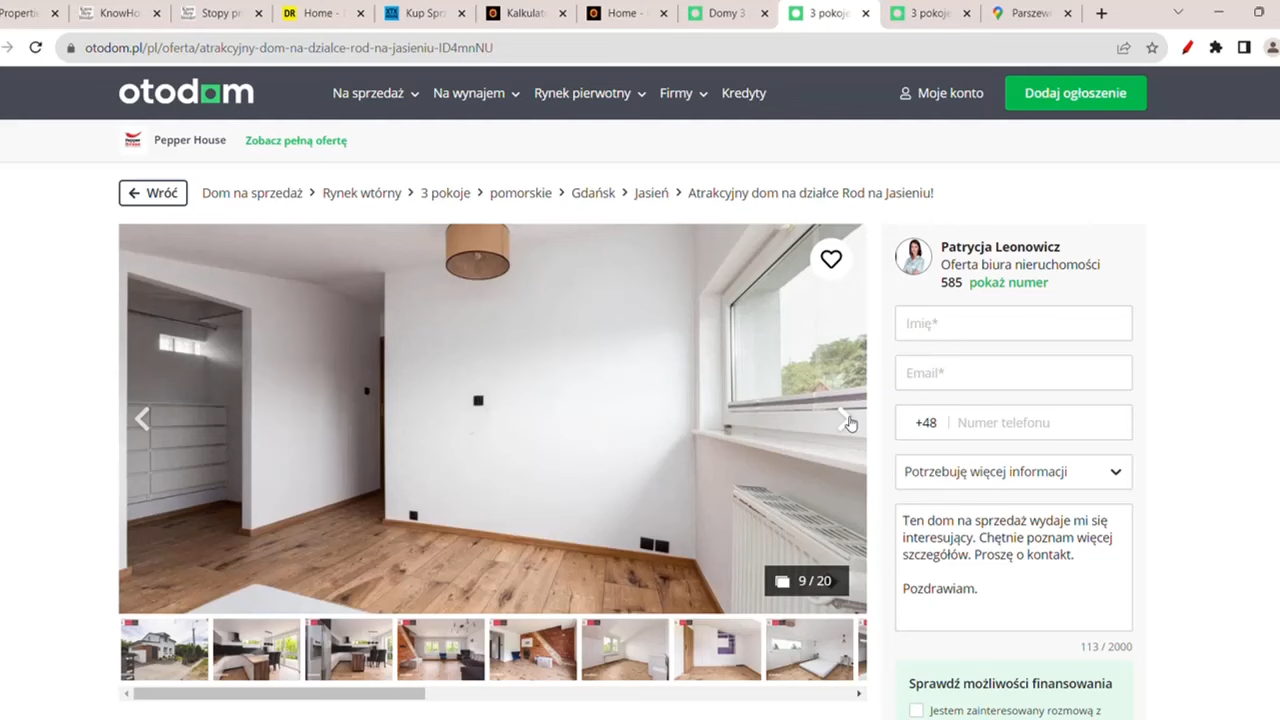 Properti
KnowHo
Stopy pr
DR Home -
Kup Spr
Kalkulat
Home -
Domy 3
3 pokoje
3 pokoje
Parszew
otodom.pl/pl/oferta/atrakcyjny-dom-na-dzialce-rod-na-jasieniu-ID4mnNU
otodom
Na sprzedaż
Na wynajem
Rynek pierwotny
Firmy
Kredyty
Moje konto
Dodaj ogłoszenie
Pepper House
Zobacz pełną ofertę
Wróć
Dom na sprzedaż > Rynek wtórny > 3 pokoje > pomorskie > Gdańsk > Jasień > Atrakcyjny dom na działce Rod na Jasieniu!
Patrycja Leonowicz
Oferta biura nieruchomości
585 pokaż numer
Imię*
Email*
+48 Numer telefonu
Potrzebuję więcej informacji
Ten dom na sprzedaż wydaje mi się
interesujący. Chętnie poznam więcej
szczegółów. Proszę o kontakt.
Pozdrawiam.
9 / 20
113 / 2000
Sprawdź możliwości finansowania
Jestem zainteresowany rozmową z